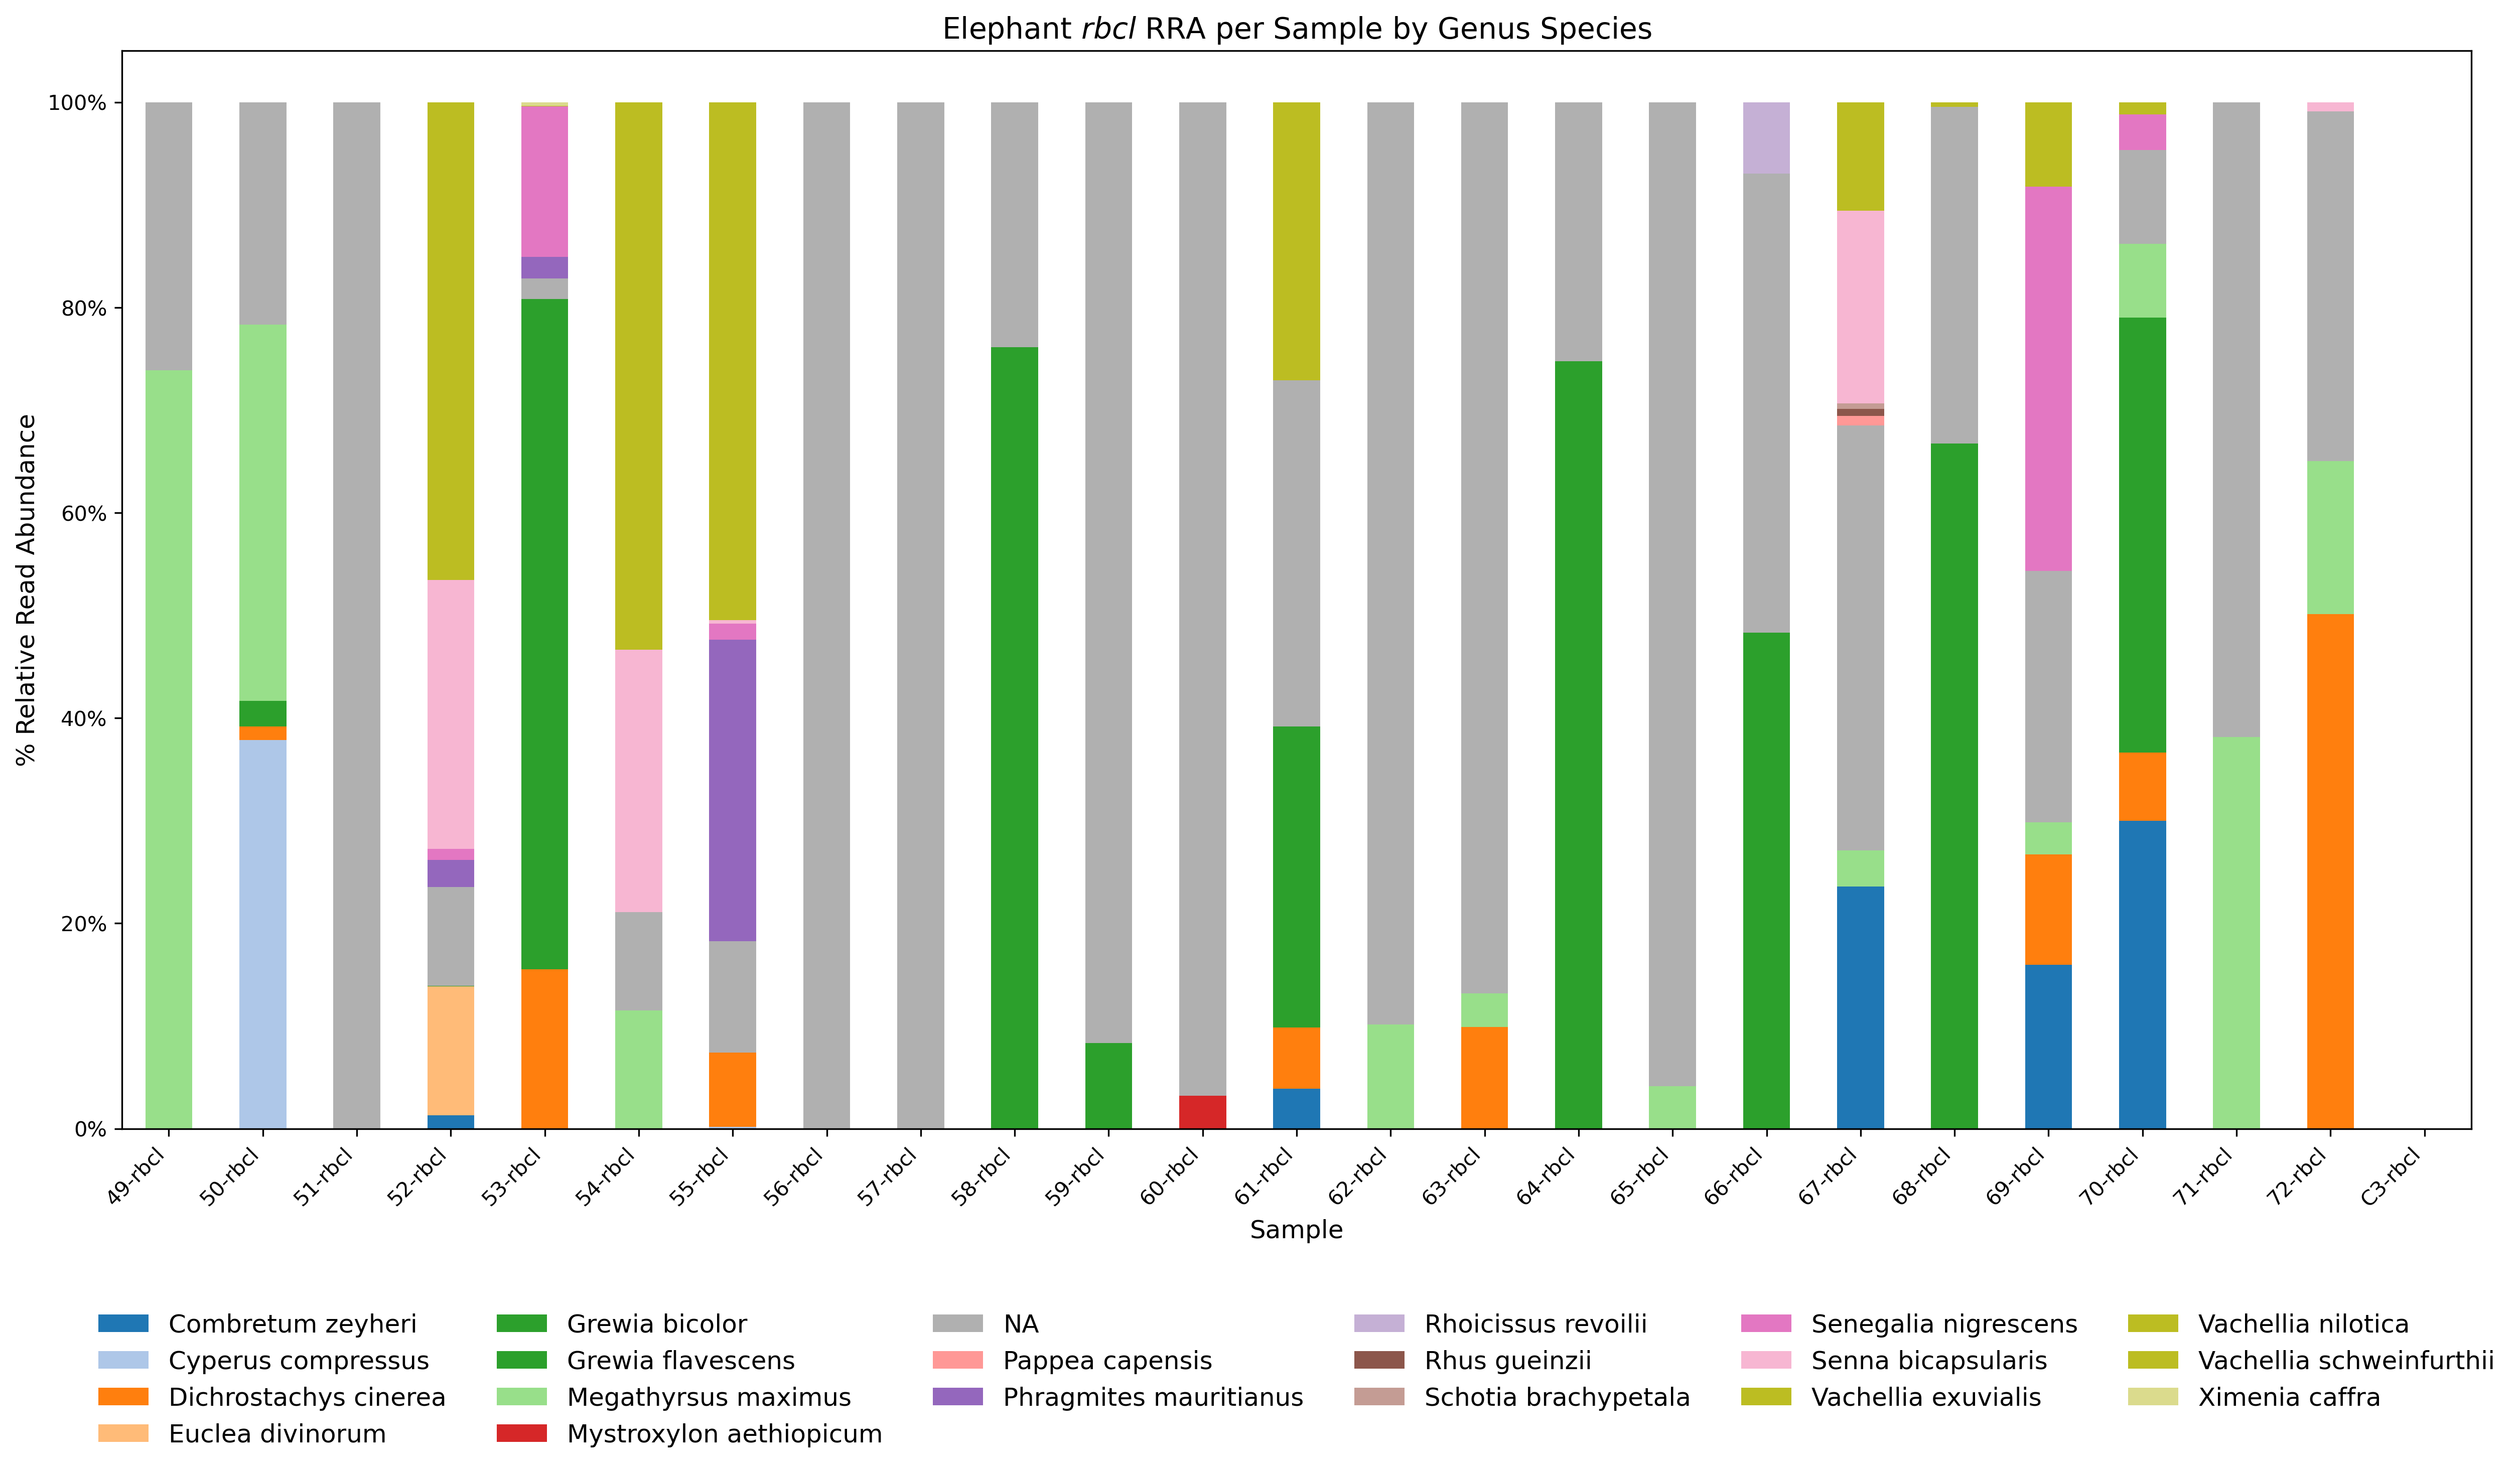 Elephant rbcl RRA per Sample by Genus Species
% Relative Read Abundance
100%
80%
60%
40%
20%
0%
49-rbcl
50-rbcl
51-rbcl
52-rbcl
53-rbcl
54-rbcl
55-rbcl
56-rbcl
57-rbcl
58-rbcl
59-rbcl
60-rbcl
61-rbcl
62-rbcl
63-rbcl
64-rbcl
65-rbcl
66-rbcl
67-rbcl
68-rbcl
69-rbcl
70-rbcl
71-rbcl
72-rbcl
C3-rbcl
Sample
Combretum zeyheri
Cyperus compressus
Dichrostachys cinerea
Euclea divinorum
Grewia bicolor
Grewia flavescens
Megathyrsus maximus
Mystroxylon aethiopicum
NA
Pappea capensis
Phragmites mauritianus
Rhoicissus revoilii
Rhus gueinzii
Schotia brachypetala
Senegalia nigrescens
Senna bicapsularis
Vachellia exuvialis
Vachellia nilotica
Vachellia schweinfurthii
Ximenia caffra